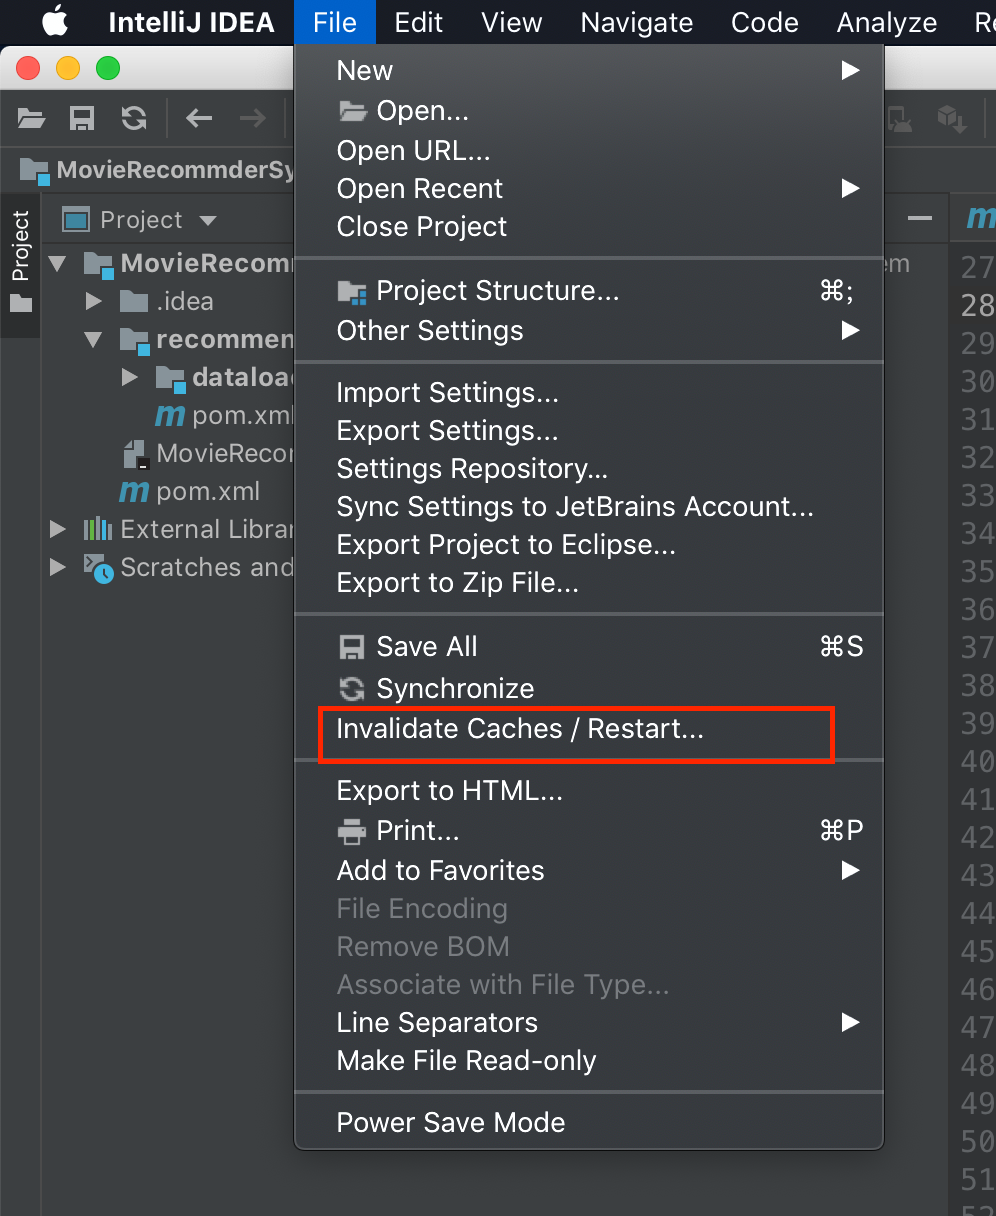 IntelliJ IDEA File Edit View Navigate Code Analyze
MovieRecommderSy
Project
Project
MovieRecom
.idea
recommen
dataload
pom.xml
MovieRecon
pom.xml
External Librar
Scratches and
New
Open...
Open URL...
Open Recent
Close Project
Project Structure... ⌘;
Other Settings
Import Settings...
Export Settings...
Settings Repository...
Sync Settings to JetBrains Account...
Export Project to Eclipse...
Export to Zip File...
Save All ⌘S
Synchronize
Invalidate Caches / Restart...
Export to HTML...
Print... ⌘P
Add to Favorites
File Encoding
Remove BOM
Associate with File Type...
Line Separators
Make File Read-only
Power Save Mode
em
m
27
28
29
30
31
32
33
34
35
36
37
38
39
40
41
42
43
44
45
46
47
48
49
50
51